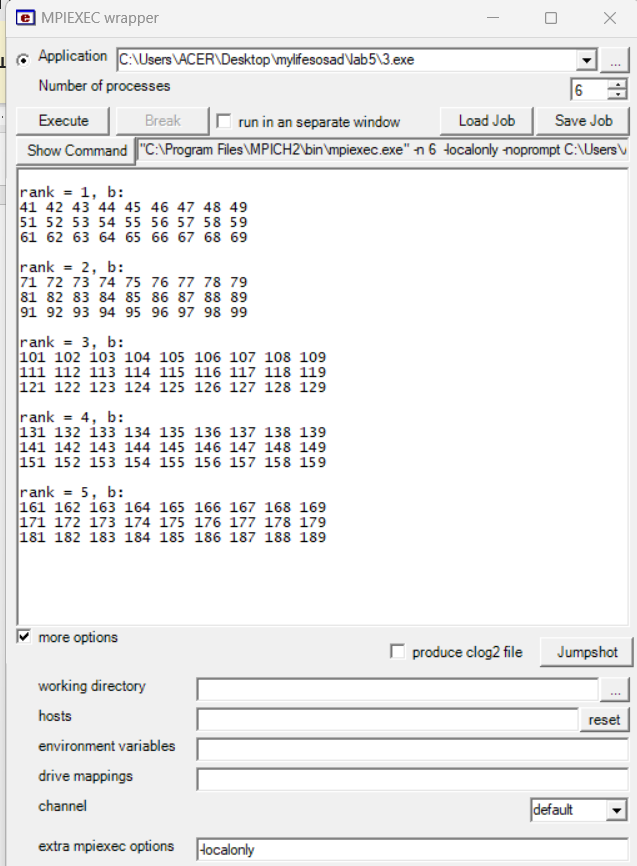 MPIEXEC wrapper
Application C:\Users\ACER\Desktop\mylifesosad\lab5\3.exe ...
Number of processes 6
Execute Break run in an separate window Load Job Save Job
Show Command "C:\Program Files\MPICH2\bin\mpiexec.exe" -n 6 -localonly -noprompt C:\Users\
rank = 1, b:
41 42 43 44 45 46 47 48 49
51 52 53 54 55 56 57 58 59
61 62 63 64 65 66 67 68 69
rank = 2, b:
71 72 73 74 75 76 77 78 79
81 82 83 84 85 86 87 88 89
91 92 93 94 95 96 97 98 99
rank = 3, b:
101 102 103 104 105 106 107 108 109
111 112 113 114 115 116 117 118 119
121 122 123 124 125 126 127 128 129
rank = 4, b:
131 132 133 134 135 136 137 138 139
141 142 143 144 145 146 147 148 149
151 152 153 154 155 156 157 158 159
rank = 5, b:
161 162 163 164 165 166 167 168 169
171 172 173 174 175 176 177 178 179
181 182 183 184 185 186 187 188 189
more options
produce clog2 file Jumpshot
working directory ...
hosts reset
environment variables
drive mappings
channel default
extra mpiexec options -localonly